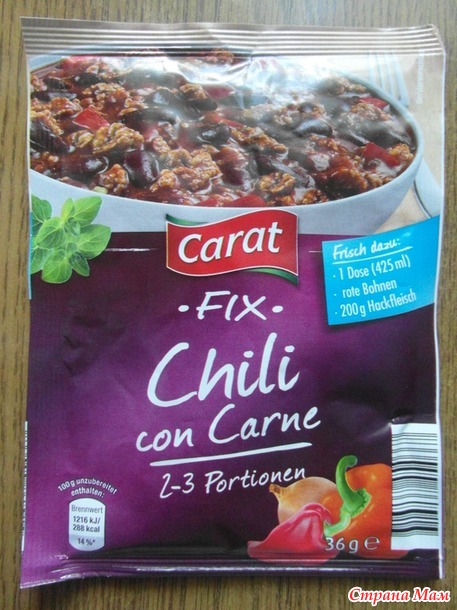 Carat
Frisch dazu:
· 1 Dose (425 ml)
· rote Bohnen
· 200 g Hackfleisch
·FIX·
Chili
con Carne
2-3 Portionen
100g unzubereitet
enthalten:
Brennwert
1216 kJ/
288 kcal
14 %*
36 g e
Страна Мам